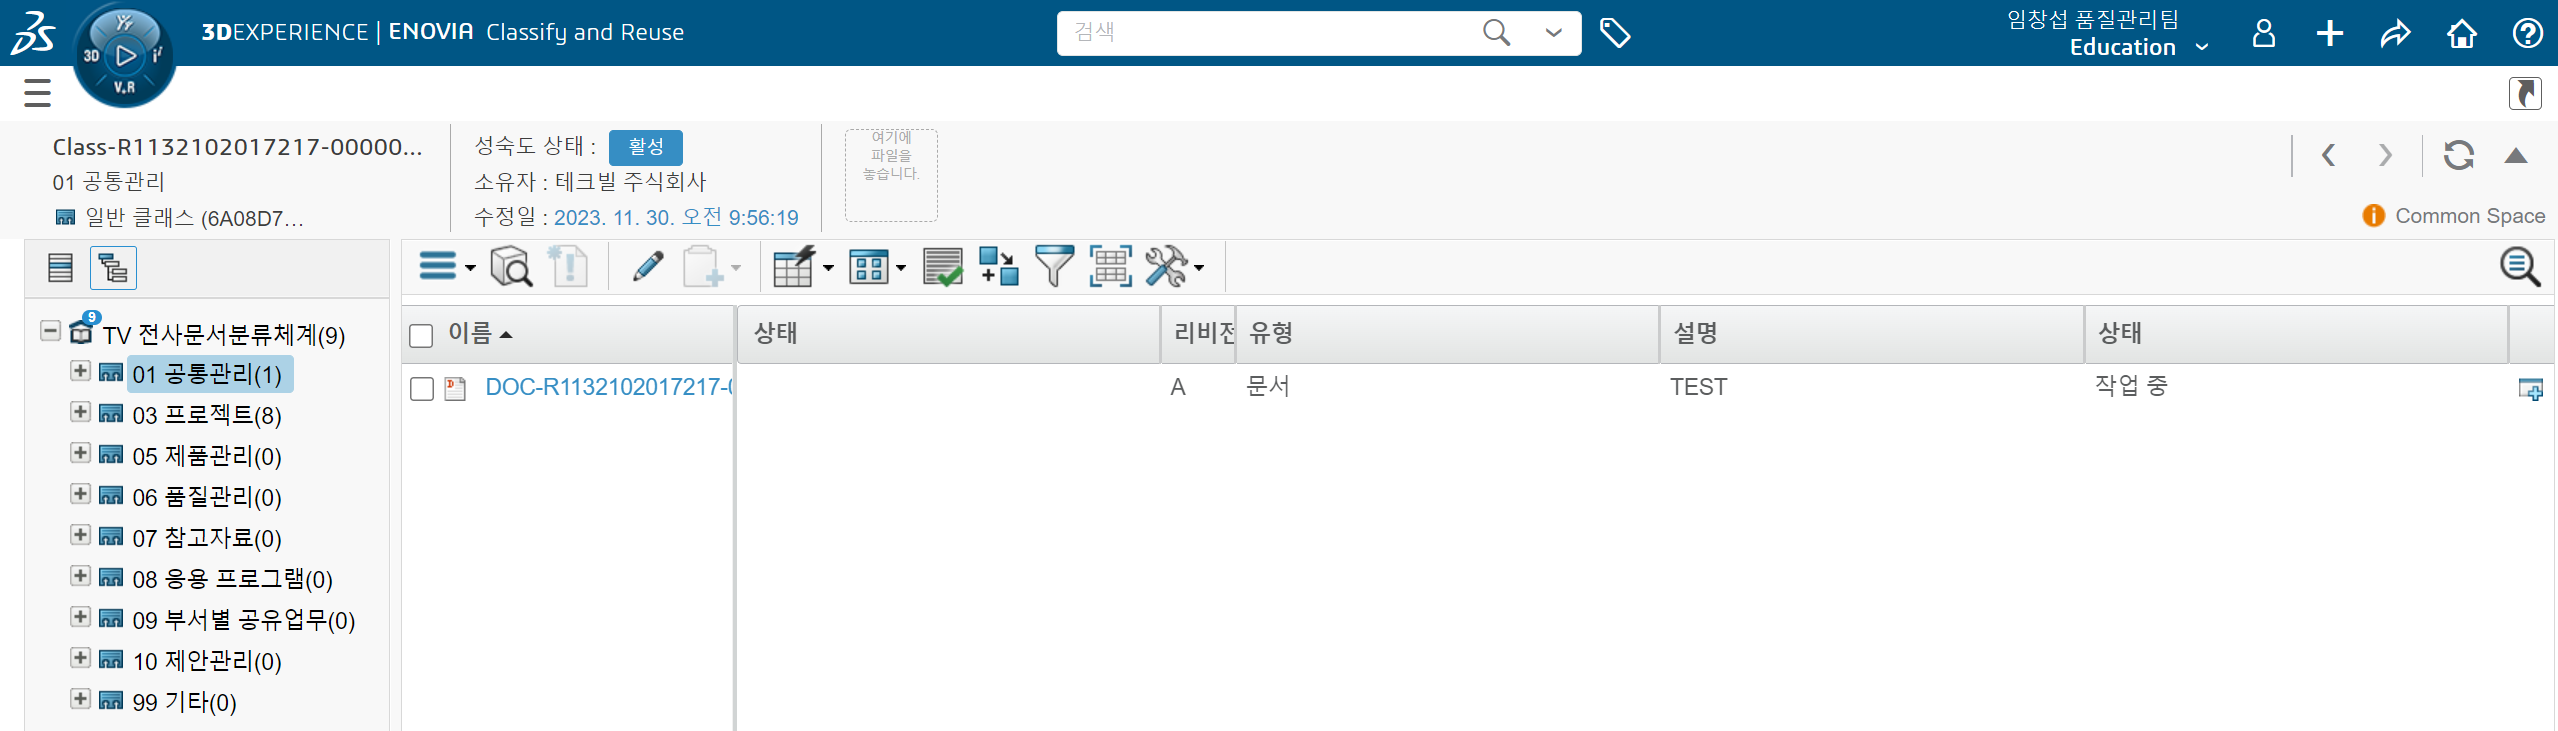 3DEXPERIENCE | ENOVIA Classify and Reuse
검색
임창섭 품질관리팀
Education
3D
V.R
Class-R1132102017217-00000...
01 공통관리
일반 클래스 (6A08D7...
성숙도 상태 : 활성
소유자 : 테크빌 주식회사
수정일 : 2023. 11. 30. 오전 9:56:19
여기에
파일을
놓습니다.
Common Space
9
TV 전사문서분류체계(9)
01 공통관리(1)
03 프로젝트(8)
05 제품관리(0)
06 품질관리(0)
07 참고자료(0)
08 응용 프로그램(0)
09 부서별 공유업무(0)
10 제안관리(0)
99 기타(0)
이름 상태 리비전 유형 설명 상태
DOC-R1132102017217-0 A 문서 TEST 작업 중